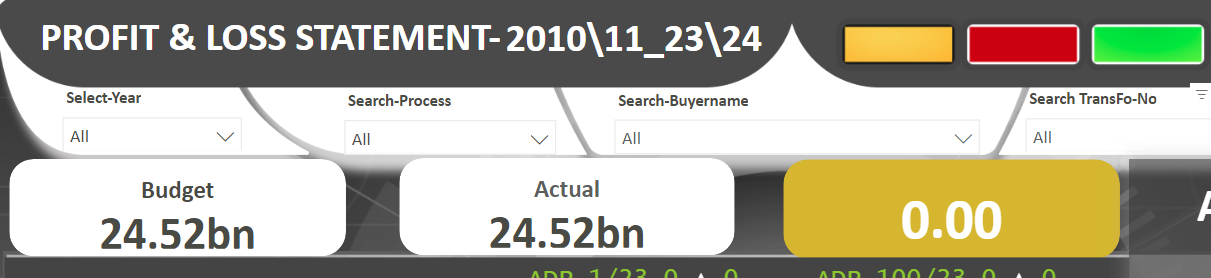 PROFIT & LOSS STATEMENT-2010\11_23\24
Select-Year
Search-Process
Search-Buyername
Search TransFo-No
All
All
All
All
Budget
Actual
24.52bn
24.52bn
0.00